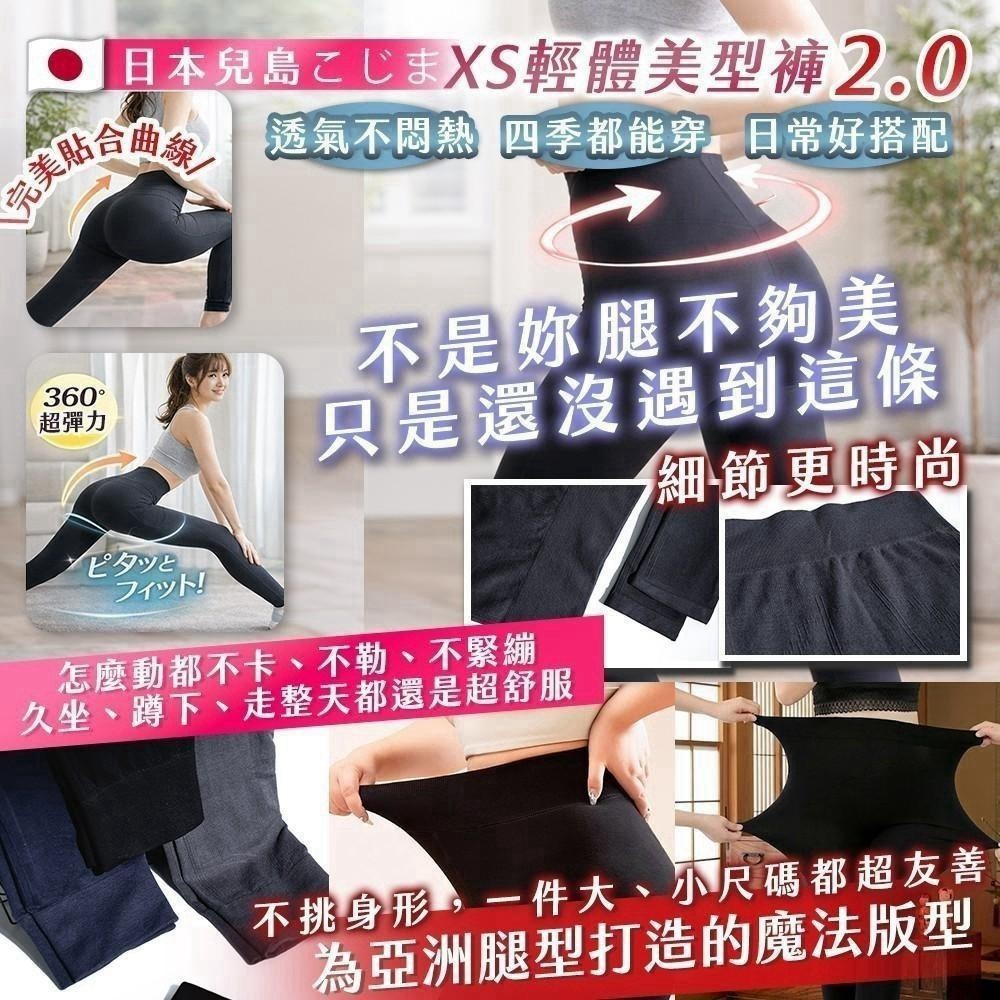 日本兒島こじまXS輕體美型褲2.0
透氣不悶熱 四季都能穿 日常好搭配
\完美貼合曲線/
不是妳腿不夠美
只是還沒遇到這條
360°
超彈力
細節更時尚
ピタッと
フィット!
怎麼動都不卡、不勒、不緊繃
久坐、蹲下、走整天都還是超舒服
不挑身形，一件大、小尺碼都超友善
為亞洲腿型打造的魔法版型